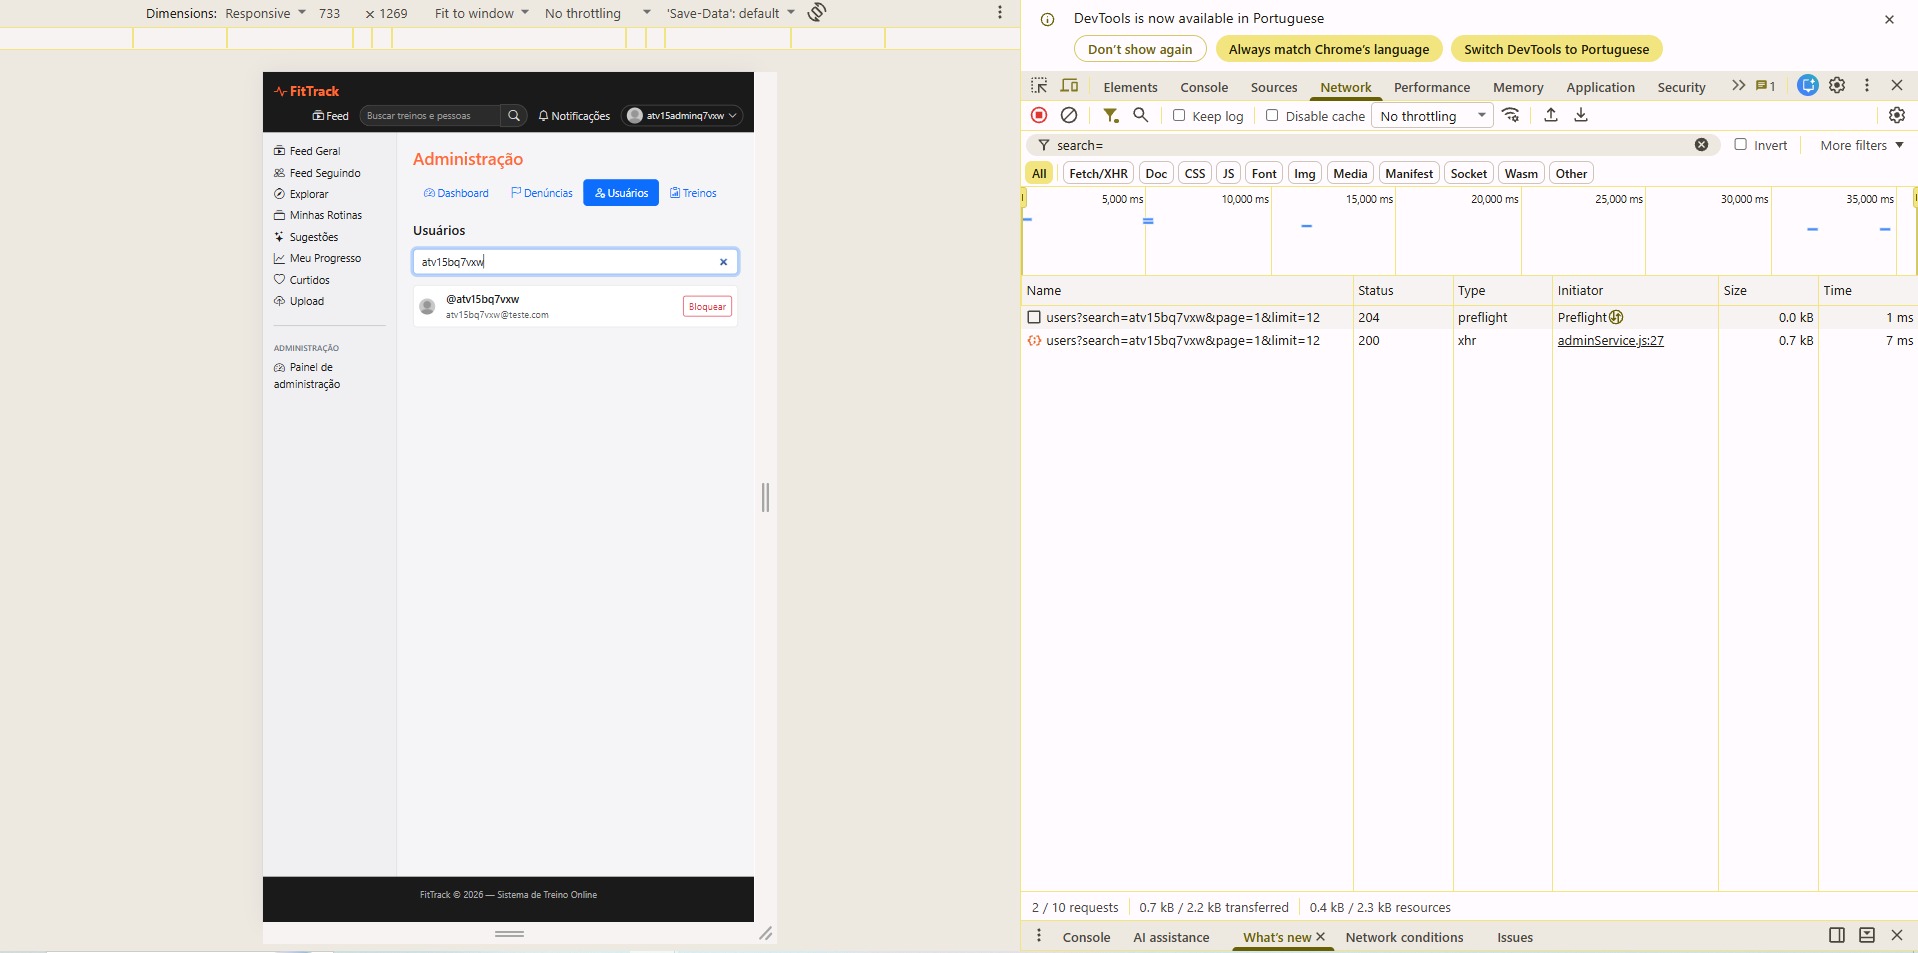 Dimensions: Responsive 733 × 1269 Fit to window No throttling 'Save-Data': default
FitTrack
Feed Buscar treinos e pessoas Notificações atv15adminq7vxw
Feed Geral
Feed Seguindo
Explorar
Minhas Rotinas
Sugestões
Meu Progresso
Curtidos
Upload
ADMINISTRAÇÃO
Painel de
administração
Administração
Dashboard Denúncias Usuários Treinos
Usuários
atv15bq7vxw
@atv15bq7vxw
atv15bq7vxw@teste.com
Bloquear
FitTrack © 2026 — Sistema de Treino Online
DevTools is now available in Portuguese
Don't show again Always match Chrome's language Switch DevTools to Portuguese
Elements Console Sources Network Performance Memory Application Security 1
Keep log Disable cache No throttling
search= Invert More filters
All Fetch/XHR Doc CSS JS Font Img Media Manifest Socket Wasm Other
5,000 ms 10,000 ms 15,000 ms 20,000 ms 25,000 ms 30,000 ms 35,000 ms
Name Status Type Initiator Size Time
users?search=atv15bq7vxw&page=1&limit=12 204 preflight Preflight 0.0 kB 1 ms
users?search=atv15bq7vxw&page=1&limit=12 200 xhr adminService.js:27 0.7 kB 7 ms
2 / 10 requests 0.7 kB / 2.2 kB transferred 0.4 kB / 2.3 kB resources
Console AI assistance What's new Network conditions Issues